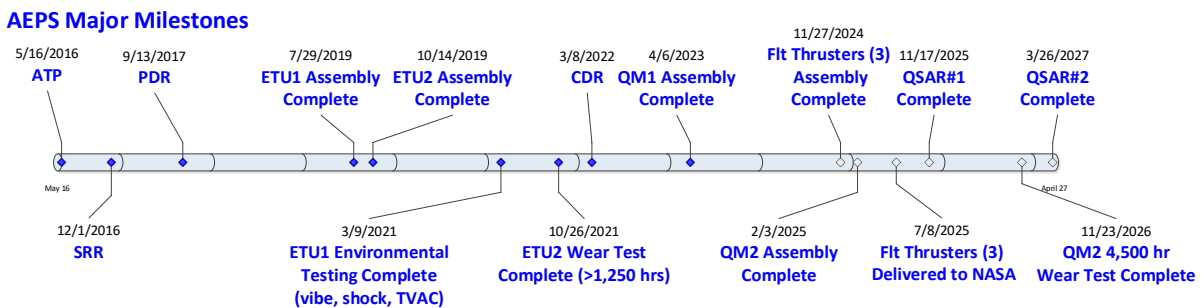 AEPS Major Milestones
5/16/2016
ATP
9/13/2017
PDR
7/29/2019
ETU1 Assembly
Complete
10/14/2019
ETU2 Assembly
Complete
3/8/2022
CDR
4/6/2023
QM1 Assembly
Complete
11/27/2024
Flt Thrusters (3)
Assembly
Complete
11/17/2025
QSAR#1
Complete
3/26/2027
QSAR#2
Complete
May 16
April 27
12/1/2016
SRR
3/9/2021
ETU1 Environmental
Testing Complete
(vibe, shock, TVAC)
10/26/2021
ETU2 Wear Test
Complete (>1,250 hrs)
2/3/2025
QM2 Assembly
Complete
7/8/2025
Flt Thrusters (3)
Delivered to NASA
11/23/2026
QM2 4,500 hr
Wear Test Complete